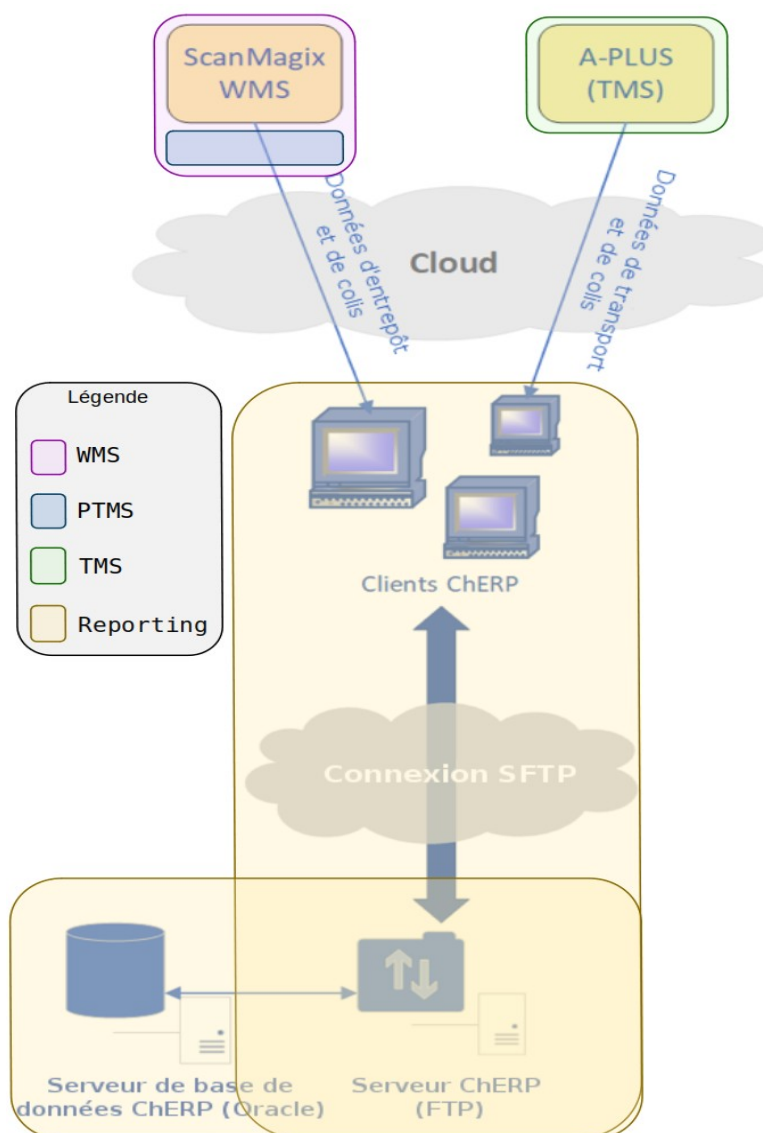 ScanMagix
WMS
A-PLUS
(TMS)
Données d'entrepôt
et de colis
Données de transport
et de colis
Cloud
Légende
WMS
PTMS
TMS
Reporting
Clients ChERP
Connexion SFTP
Serveur de base de
données ChERP (Oracle)
Serveur ChERP
(FTP)